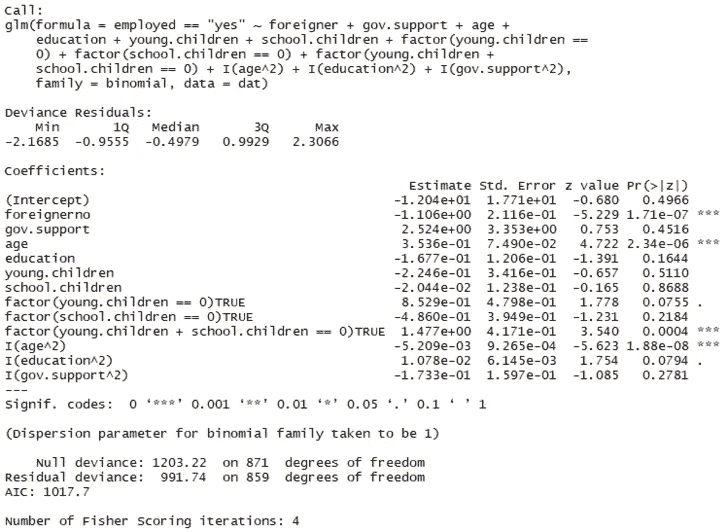 Call:
glm(formula = employed == "yes" ~ foreigner + gov.support + age +
    education + young.children + school.children + factor(young.children ==
    0) + factor(school.children == 0) + factor(young.children +
    school.children == 0) + I(age^2) + I(education^2) + I(gov.support^2),
    family = binomial, data = dat)

Deviance Residuals:
    Min      1Q  Median      3Q     Max
-2.1685 -0.9555 -0.4979  0.9929  2.3066

Coefficients:
                                                  Estimate Std. Error z value Pr(>|z|)
(Intercept)                                     -1.204e+01  1.771e+01  -0.680   0.4966
foreignerno                                     -1.106e+00  2.116e-01  -5.229 1.71e-07 ***
gov.support                                      2.524e+00  3.353e+00   0.753   0.4516
age                                              3.536e-01  7.490e-02   4.722 2.34e-06 ***
education                                       -1.677e-01  1.206e-01  -1.391   0.1644
young.children                                  -2.246e-01  3.416e-01  -0.657   0.5110
school.children                                 -2.044e-02  1.238e-01  -0.165   0.8688
factor(young.children == 0)TRUE                  8.529e-01  4.798e-01   1.778   0.0755 .
factor(school.children == 0)TRUE                -4.860e-01  3.949e-01  -1.231   0.2184
factor(young.children + school.children == 0)TRUE  1.477e+00  4.171e-01   3.540   0.0004 ***
I(age^2)                                        -5.209e-03  9.265e-04  -5.623 1.88e-08 ***
I(education^2)                                   1.078e-02  6.145e-03   1.754   0.0794 .
I(gov.support^2)                                -1.733e-01  1.597e-01  -1.085   0.2781
---
Signif. codes:  0 '***' 0.001 '**' 0.01 '*' 0.05 '.' 0.1 ' ' 1

(Dispersion parameter for binomial family taken to be 1)

    Null deviance: 1203.22  on 871  degrees of freedom
Residual deviance:  991.74  on 859  degrees of freedom
AIC: 1017.7

Number of Fisher Scoring iterations: 4